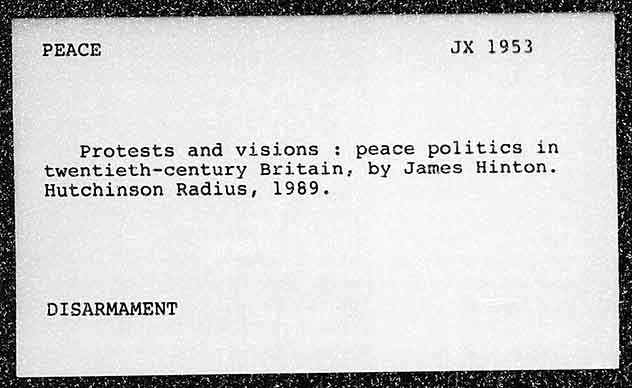 PEACE JX 1953
Protests and visions : peace politics in
twentieth-century Britain, by James Hinton.
Hutchinson Radius, 1989.
DISARMAMENT